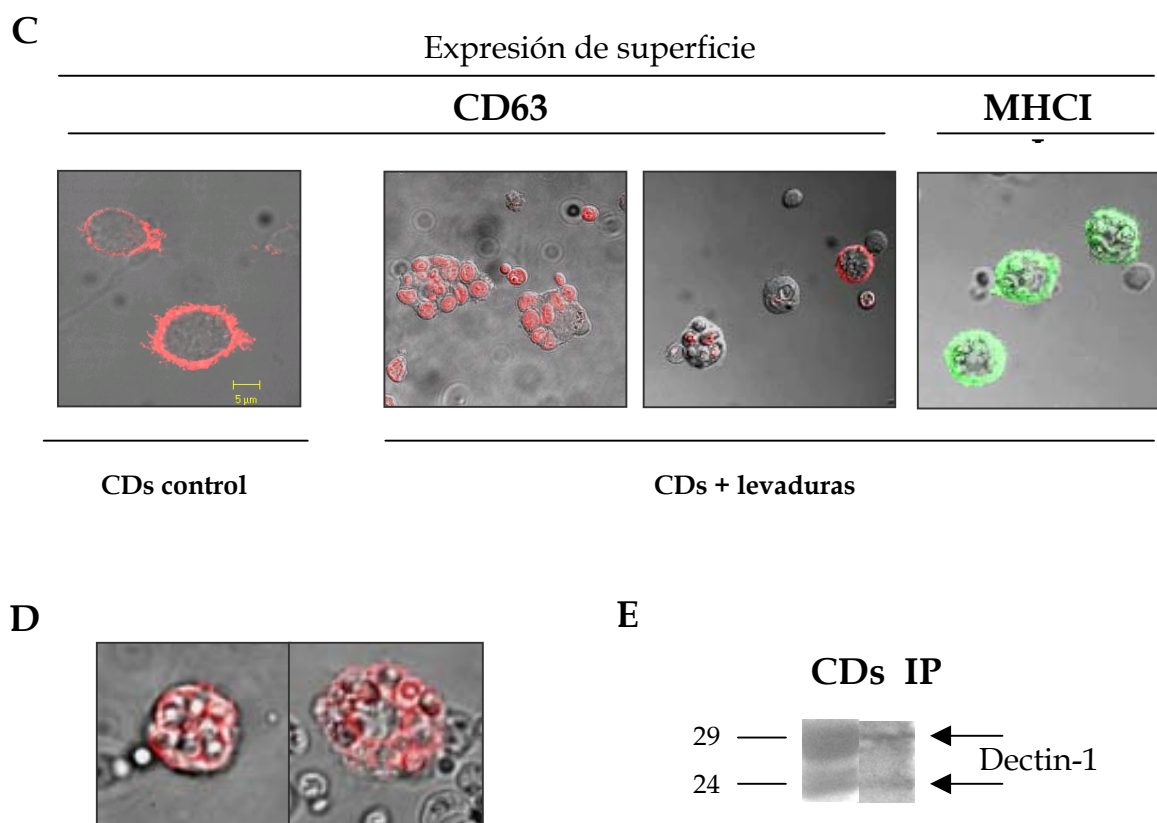 C
Expresión de superficie
CD63 MHCI
CDs control CDs + levaduras
5 µm
D
E
CDs IP
29
24
Dectin-1